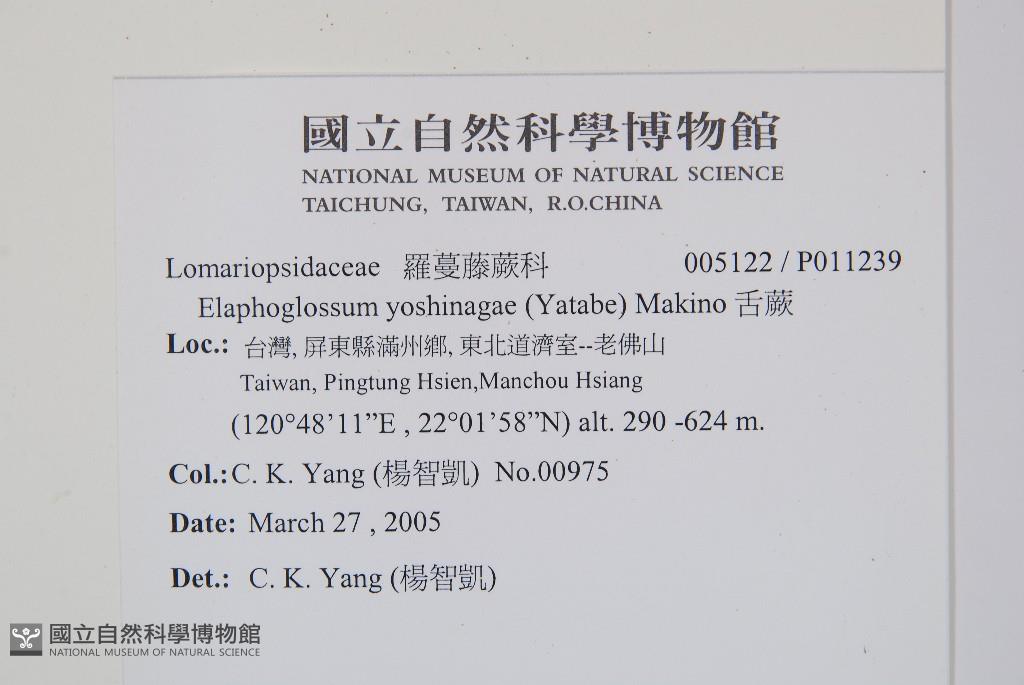 國立自然科學博物館
NATIONAL MUSEUM OF NATURAL SCIENCE
TAICHUNG, TAIWAN, R.O.CHINA
Lomariopsidaceae 羅蔓藤蕨科 005122 / P011239
Elaphoglossum yoshinagae (Yatabe) Makino 舌蕨
Loc.: 台灣, 屏東縣滿州鄉, 東北道濟室--老佛山
Taiwan, Pingtung Hsien,Manchou Hsiang
(120°48’11”E , 22°01’58”N) alt. 290 -624 m.
Col.: C. K. Yang (楊智凱) No.00975
Date: March 27 , 2005
Det.: C. K. Yang (楊智凱)
國立自然科學博物館
NATIONAL MUSEUM OF NATURAL SCIENCE